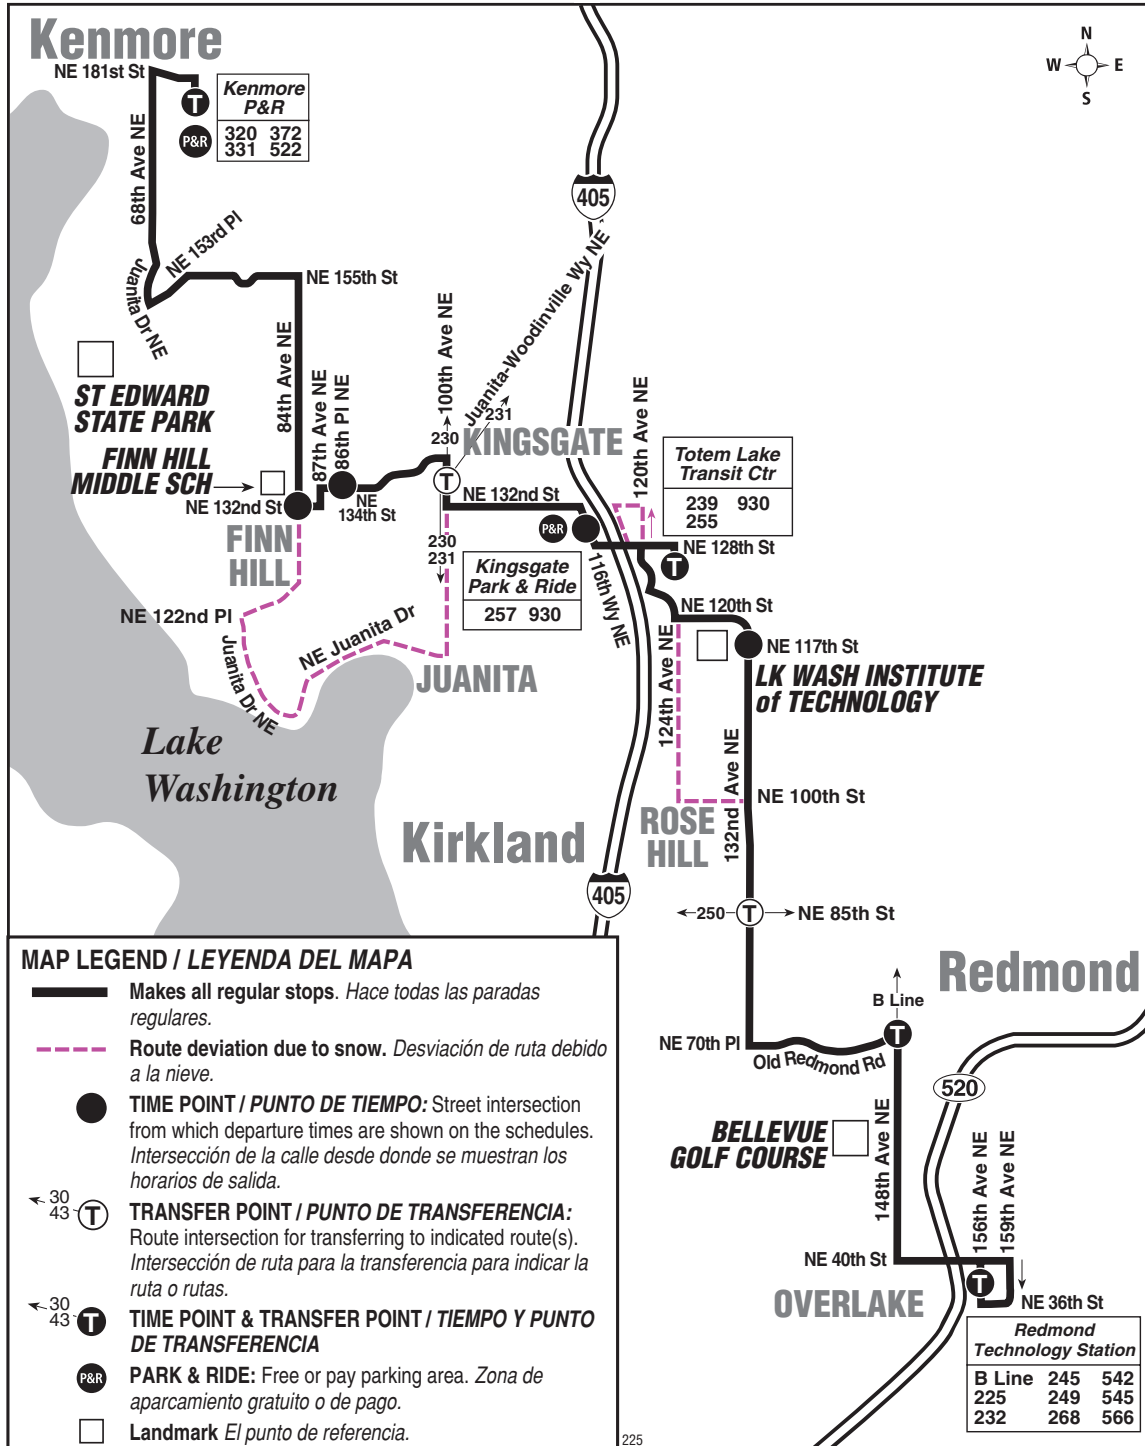 Kenmore
NE 181st St
T
P&R
Kenmore
P&R
320 372
331 522
N
W E
S
68th Ave NE
405
NE 153rd Pl
Juanita Dr NE
NE 155th St
Juanita-Woodinville Wy NE
100th Ave NE
84th Ave NE
87th Ave NE
86th Pl NE
ST EDWARD
STATE PARK
FINN HILL
MIDDLE SCH
231
230
KINGSGATE
120th Ave NE
Totem Lake
Transit Ctr
239 930
255
T
NE 132nd St
NE
134th St
NE 132nd St
P&R
FINN
HILL
230
231
Kingsgate
Park & Ride
257 930
116th Wy NE
NE 128th St
T
NE 120th St
NE 122nd Pl
Juanita Dr NE
NE Juanita Dr
JUANITA
124th Ave NE
NE 117th St
LK WASH INSTITUTE
of TECHNOLOGY
Lake
Washington
132nd Ave NE
NE 100th St
ROSE
HILL
Kirkland
405
250
T
NE 85th St
Redmond
B Line
T
NE 70th Pl
Old Redmond Rd
520
BELLEVUE
GOLF COURSE
148th Ave NE
156th Ave NE
159th Ave NE
NE 40th St
T
OVERLAKE
NE 36th St
Redmond
Technology Station
B Line 245 542
225 249 545
232 268 566
MAP LEGEND / LEYENDA DEL MAPA
Makes all regular stops. Hace todas las paradas
regulares.
Route deviation due to snow. Desviación de ruta debido
a la nieve.
TIME POINT / PUNTO DE TIEMPO: Street intersection
from which departure times are shown on the schedules.
Intersección de la calle desde donde se muestran los
horarios de salida.
30
43 T
TRANSFER POINT / PUNTO DE TRANSFERENCIA:
Route intersection for transferring to indicated route(s).
Intersección de ruta para la transferencia para indicar la
ruta o rutas.
30
43 T
TIME POINT & TRANSFER POINT / TIEMPO Y PUNTO
DE TRANSFERENCIA
P&R
PARK & RIDE: Free or pay parking area. Zona de
aparcamiento gratuito o de pago.
Landmark El punto de referencia.
225